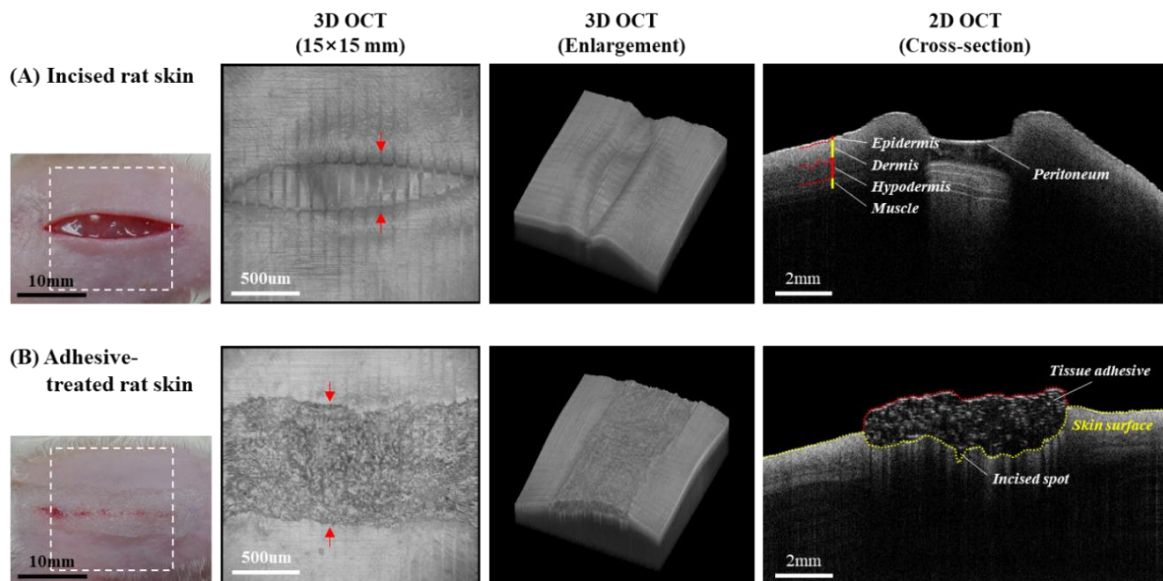 3D OCT
(15×15 mm)
3D OCT
(Enlargement)
2D OCT
(Cross-section)
(A) Incised rat skin
10mm
500um
Epidermis
Dermis
Hypodermis
Muscle
Peritoneum
2mm
(B) Adhesive-
treated rat skin
10mm
500um
Tissue adhesive
Skin surface
Incised spot
2mm